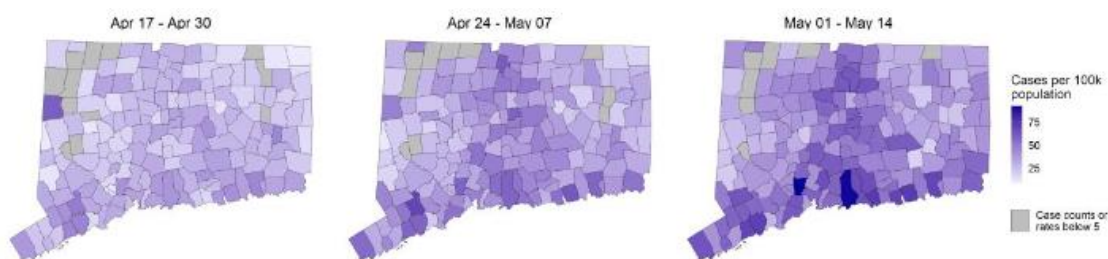 Apr 17 - Apr 30
Apr 24 - May 07
May 01 - May 14
Cases per 100k
population
75
50
25
Case counts or
rates below 5